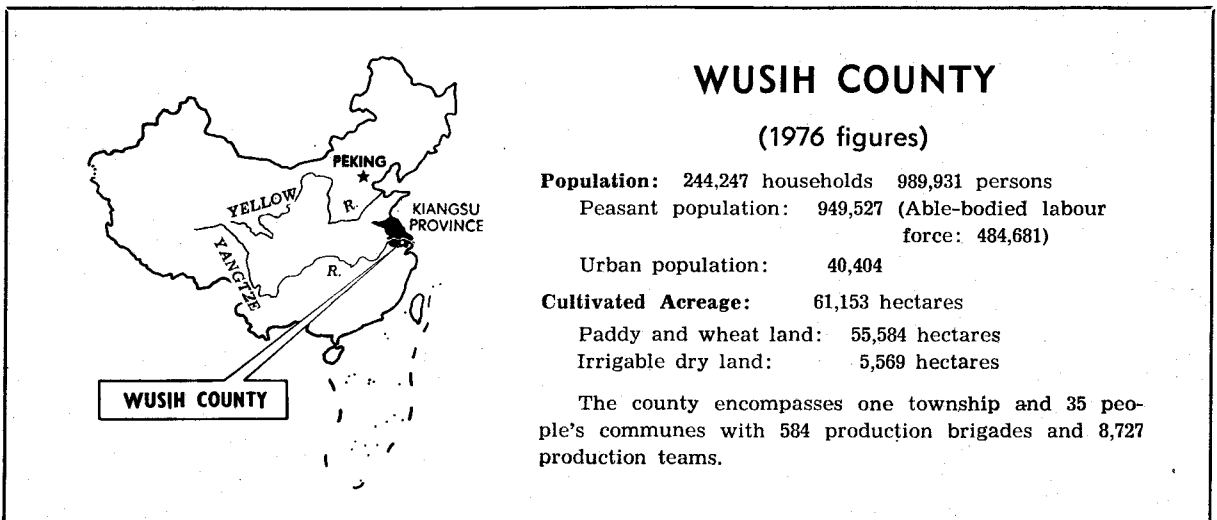 PEKING
YELLOW R.
KIANGSU
PROVINCE
YANGTZE R.
WUSIH COUNTY
WUSIH COUNTY
(1976 figures)
Population: 244,247 households 989,931 persons
Peasant population: 949,527 (Able-bodied labour
force: 484,681)
Urban population: 40,404
Cultivated Acreage: 61,153 hectares
Paddy and wheat land: 55,584 hectares
Irrigable dry land: 5,569 hectares
The county encompasses one township and 35 peo-
ple's communes with 584 production brigades and 8,727
production teams.